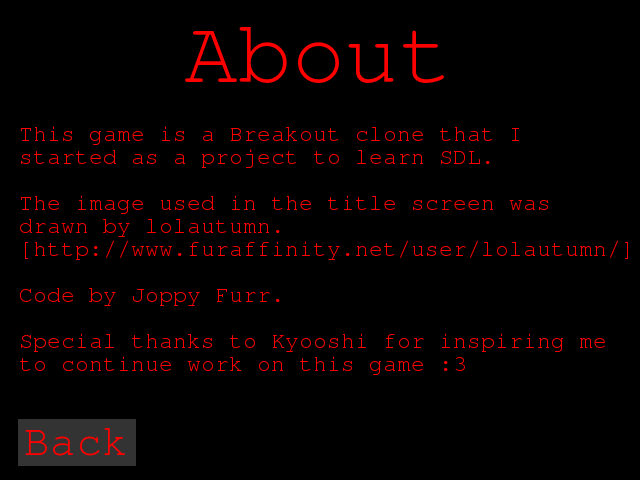 About
This game is a Breakout clone that I
started as a project to learn SDL.
The image used in the title screen was
drawn by lolautumn.
[http://www.furaffinity.net/user/lolautumn/]
Code by Joppy Furr.
Special thanks to Kyooshi for inspiring me
to continue work on this game :3
Back